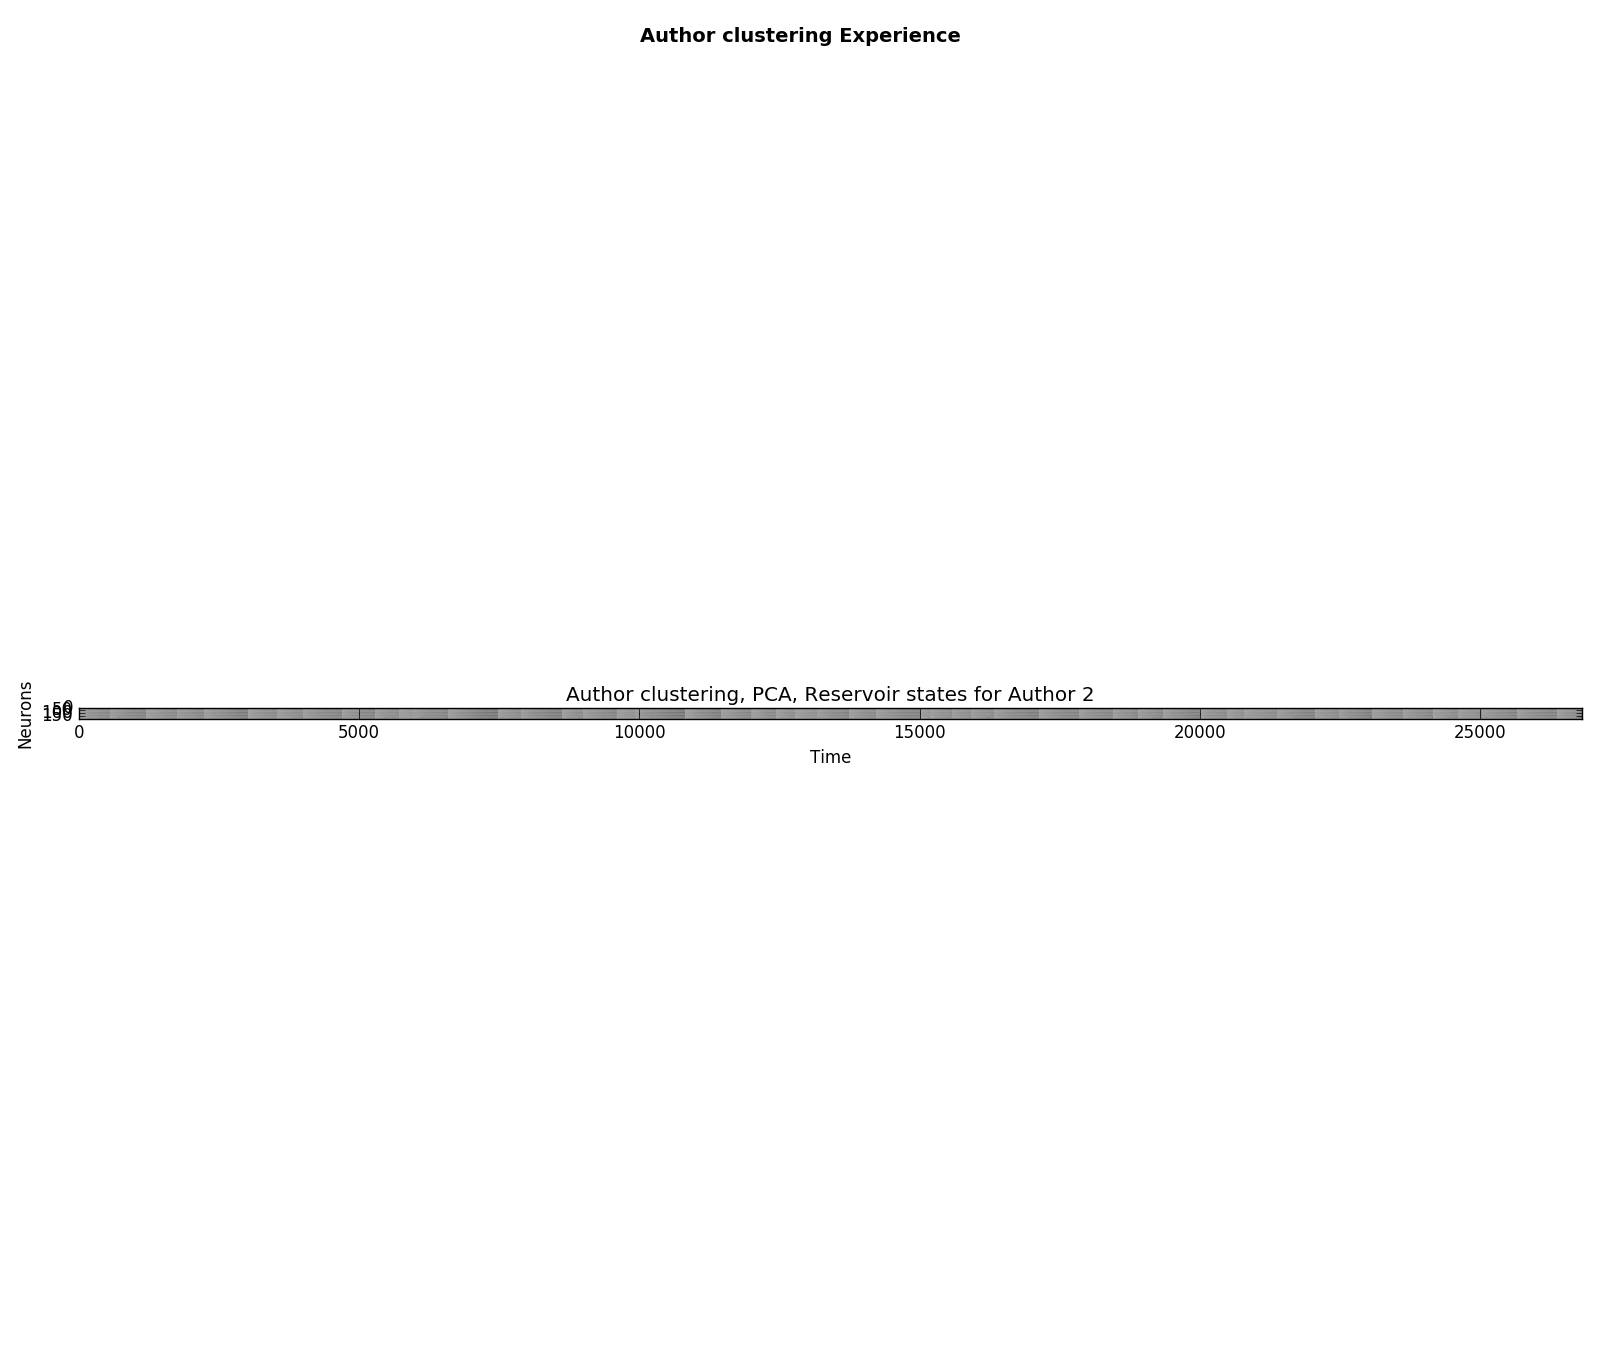 Author clustering Experience
Author clustering, PCA, Reservoir states for Author 2
Neurons
150
0 5000 10000 15000 20000 25000
Time